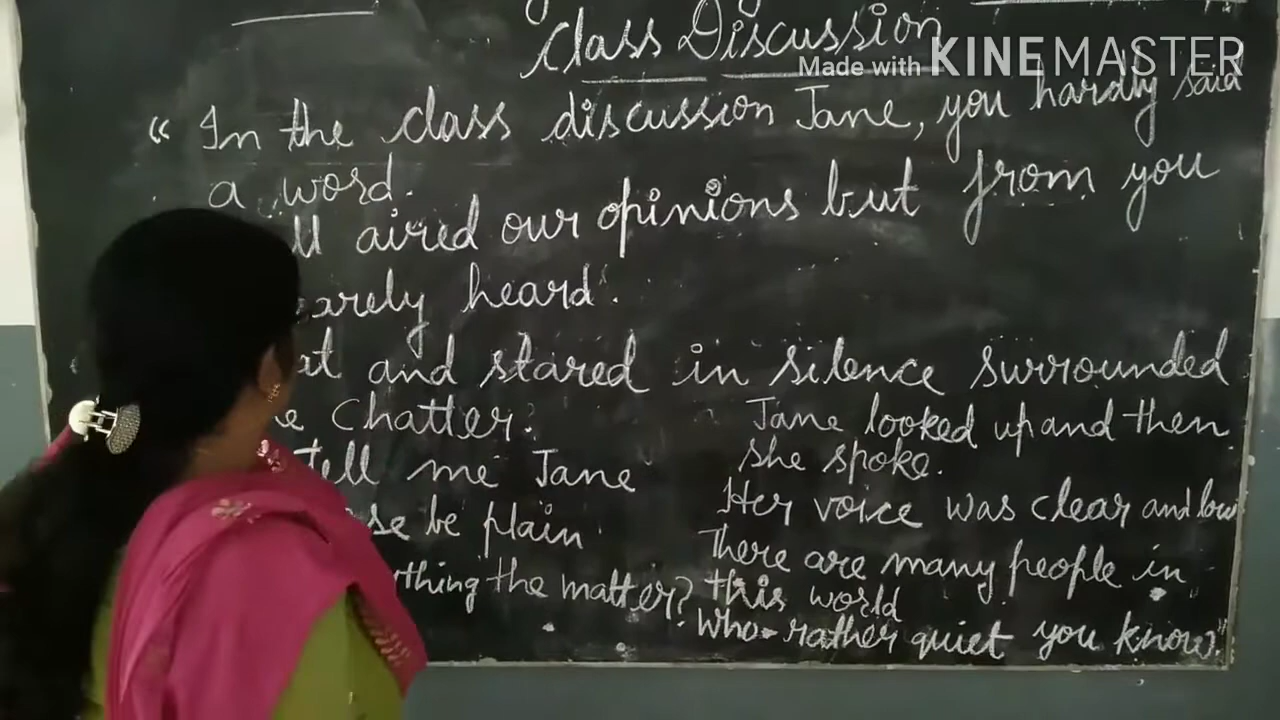 Class Discussion
Made with KINEMASTER
"In the class discussion Jane, you hardly said
a word.
aired our opinions but from you
heard.
and stared in silence surrounded
Chatter.
tell me Jane
be plain
the matter?
Jane looked up and then
she spoke.
Her voice was clear and low
There are many people in
this world
Who rather quiet you know."